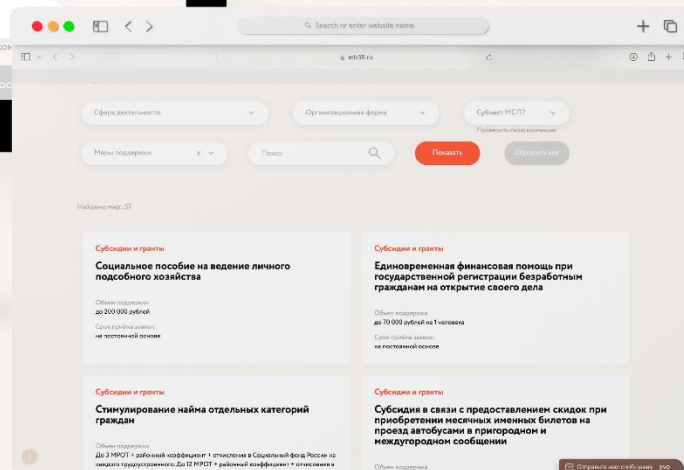 Search or enter website name
mb35.ru
Сфера деятельности
Организационная форма
Субъект МСП?
Проверить свою компанию
Меры поддержки
Поиск
Показать
Сбросить все
Найдено мер: 57
Субсидии и гранты
Социальное пособие на ведение личного
подсобного хозяйства
Объем поддержки
до 200 000 рублей
Срок приёма заявок:
на постоянной основе
Субсидии и гранты
Единовременная финансовая помощь при
государственной регистрации безработным
гражданам на открытие своего дела
Объем поддержки
до 70 000 рублей на 1 человека
Срок приёма заявок:
на постоянной основе
Субсидии и гранты
Стимулирование найма отдельных категорий
граждан
Объем поддержки
До 3 МРОТ + районный коэффициент + отчисления в Социальный фонд России на
каждого трудоустроенного. До 12 МРОТ + районный коэффициент + отчисления в
Субсидии и гранты
Субсидия в связи с предоставлением скидок при
приобретении месячных именных билетов на
проезд автобусами в пригородном и
междугородном сообщении
Объем поддержки
Отправьте нам сообщение